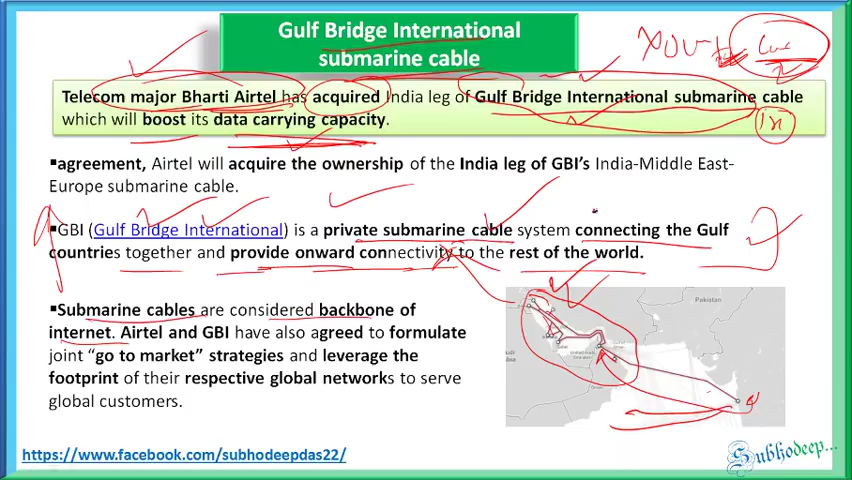 Gulf Bridge International
submarine cable
Telecom major Bharti Airtel has acquired India leg of Gulf Bridge International submarine cable
which will boost its data carrying capacity.
▪agreement, Airtel will acquire the ownership of the India leg of GBI's India-Middle East-
Europe submarine cable.
▪GBI (Gulf Bridge International) is a private submarine cable system connecting the Gulf
countries together and provide onward connectivity to the rest of the world.
▪Submarine cables are considered backbone of
internet. Airtel and GBI have also agreed to formulate
joint "go to market" strategies and leverage the
footprint of their respective global networks to serve
global customers.
Pakistan
Oman
https://www.facebook.com/subhodeepdas22/
Subhodeep...